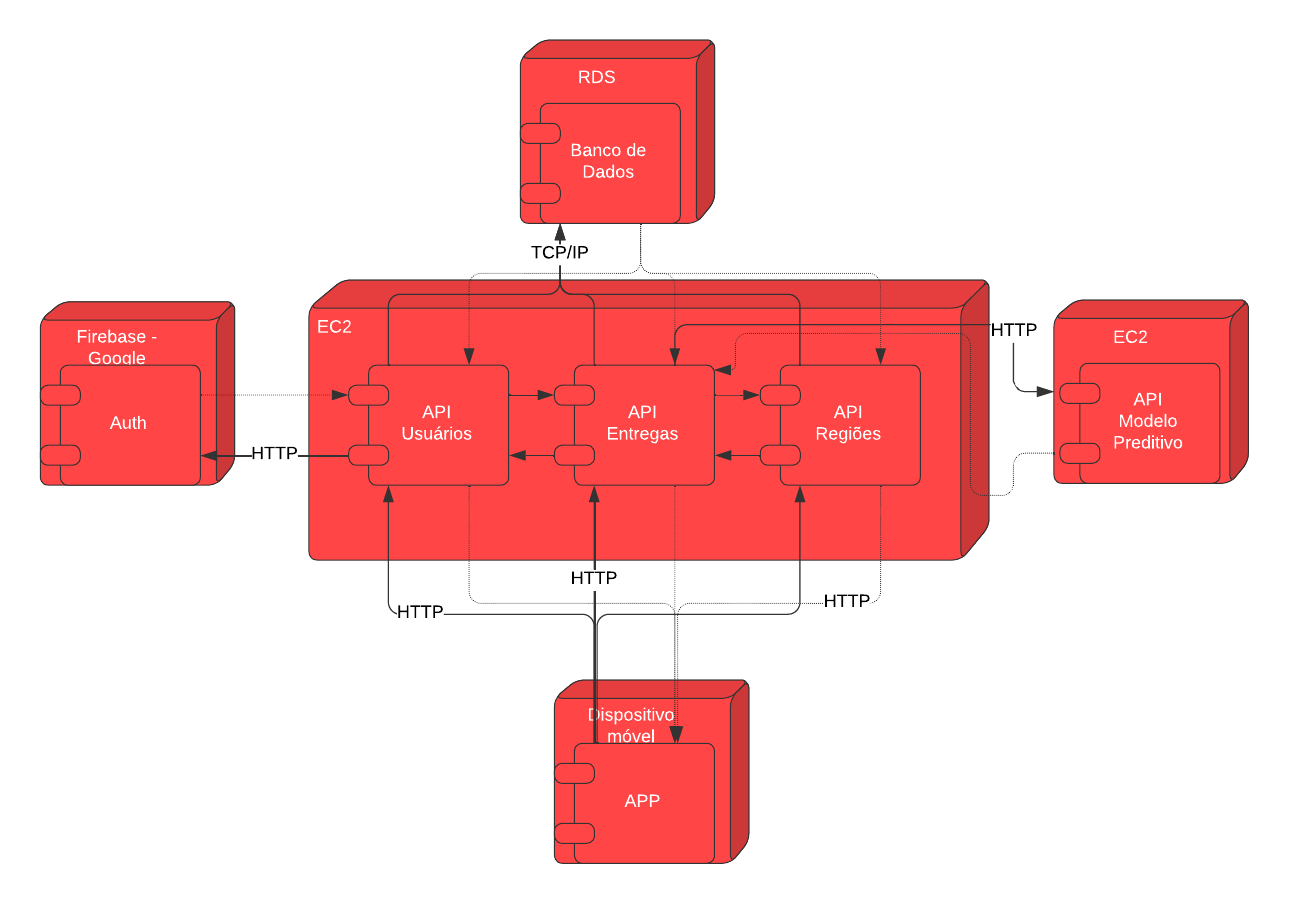 RDS
Banco de
Dados
TCP/IP
EC2
Firebase -
Google
Auth
HTTP
API
Usuários
API
Entregas
API
Regiões
HTTP
EC2
API
Modelo
Preditivo
HTTP
HTTP
HTTP
Dispositivo
móvel
APP